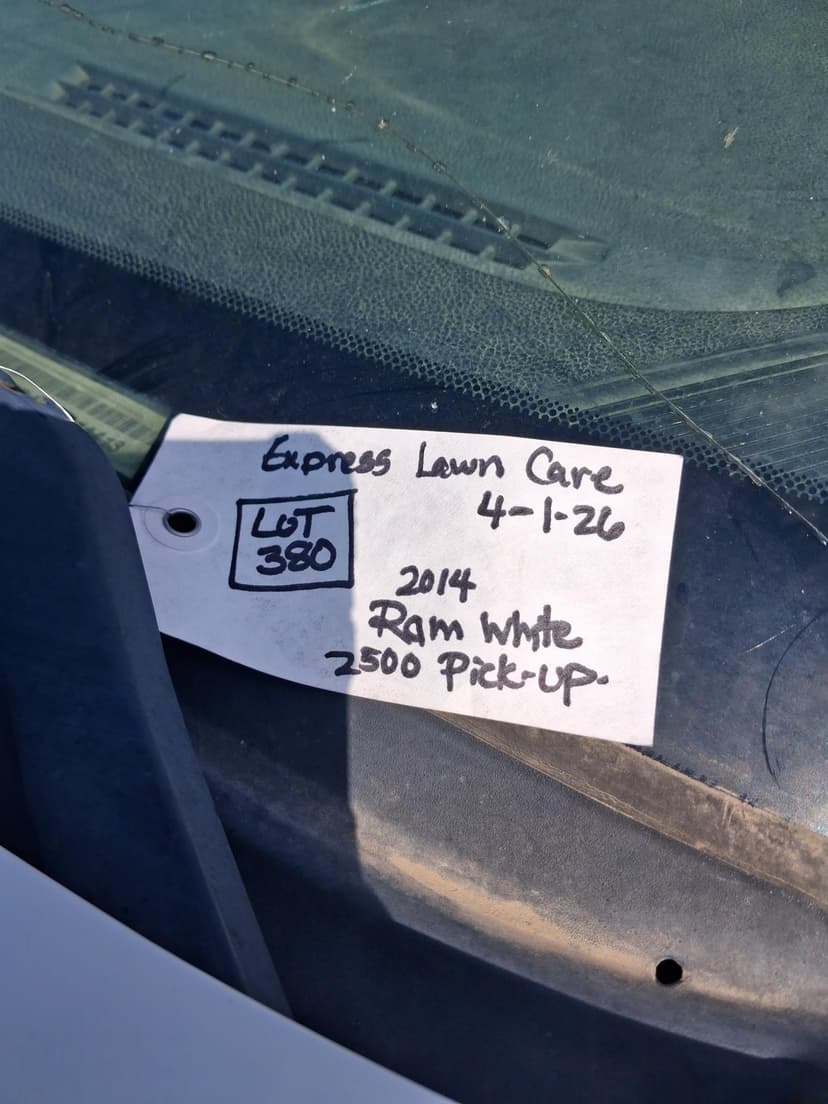 Express Lawn Care
4-1-26
LOT
380
2014
Ram White
2500 Pick-up.